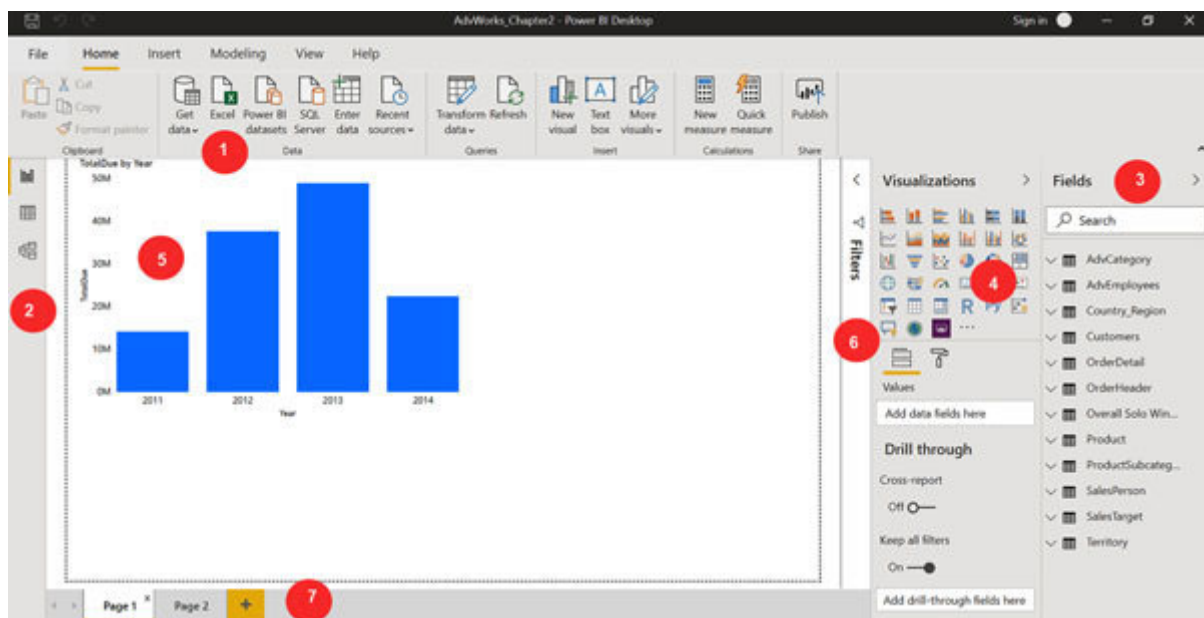 AdvWorks_Chapter2 - Power BI Desktop
Sign in
File Home Insert Modeling View Help
Paste
Cut
Copy
Format painter
Clipboard
Get data
Excel
Power BI datasets
SQL Server
Enter data
Recent sources
Data
Transform data
Refresh
Queries
New visual
Text box
More visuals
Insert
New measure
Quick measure
Calculations
Publish
Share
1
2
TotalDue by Year
50M
40M
30M
20M
10M
0M
TotalDue
2011 2012 2013 2014
Year
5
Filters
6
Visualizations
4
R
Py
Values
Add data fields here
Drill through
Cross-report
Off
Keep all filters
On
Add drill-through fields here
Fields
3
Search
AdvCategory
AdvEmployees
Country_Region
Customers
OrderDetail
OrderHeader
Overall Solo Win...
Product
ProductSubcateg...
SalesPerson
SalesTarget
Territory
Page 1 Page 2 +
7